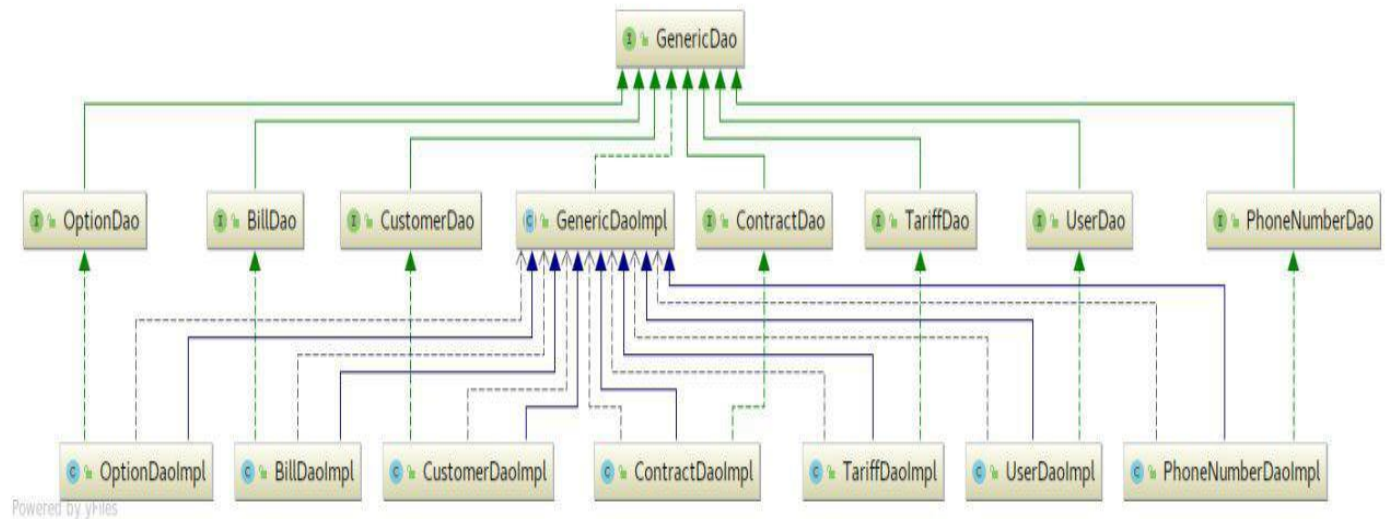 GenericDao
OptionDao
BillDao
CustomerDao
GenericDaoImpl
ContractDao
TariffDao
UserDao
PhoneNumberDao
OptionDaoImpl
BillDaoImpl
CustomerDaoImpl
ContractDaoImpl
TariffDaoImpl
UserDaoImpl
PhoneNumberDaoImpl
Powered by yFiles